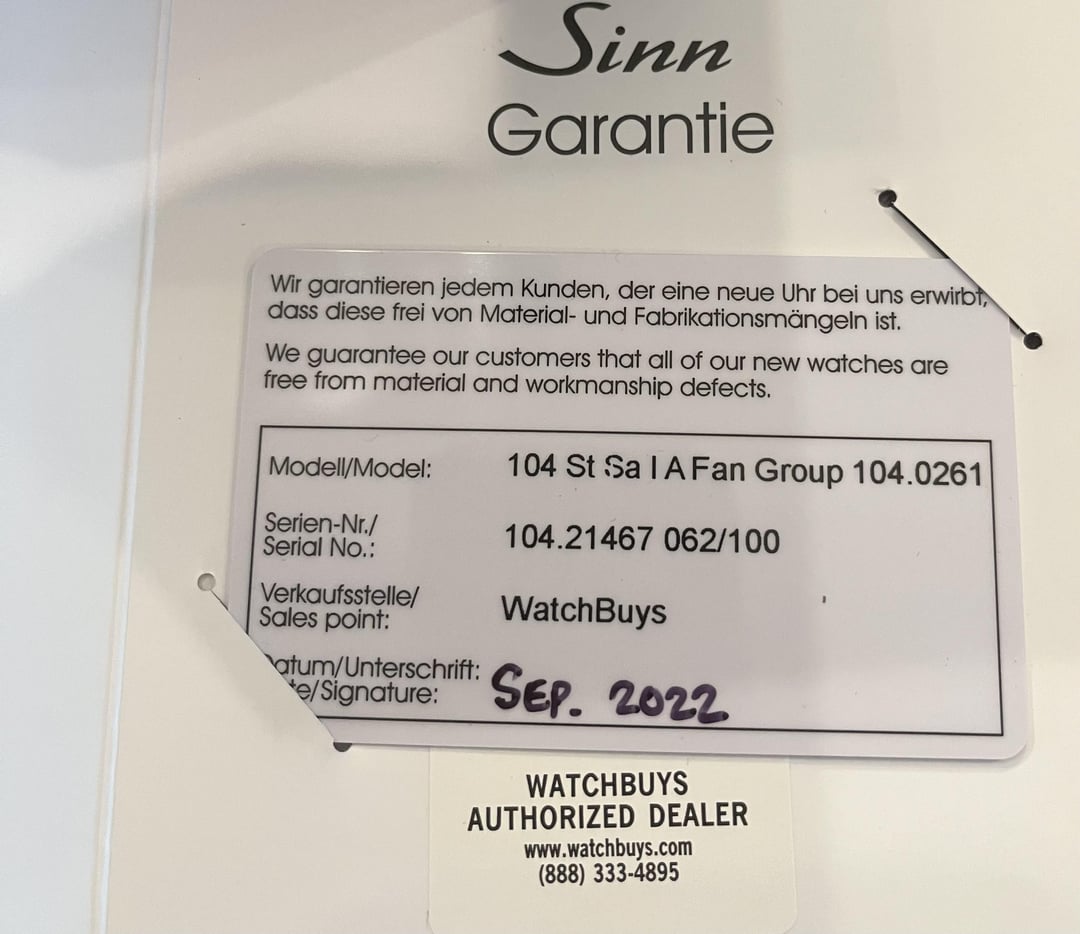 Sinn
Garantie
Wir garantieren jedem Kunden, der eine neue Uhr bei uns erwirbt,
dass diese frei von Material- und Fabrikationsmängeln ist.
We guarantee our customers that all of our new watches are
free from material and workmanship defects.
Modell/Model: 104 St Sa I A Fan Group 104.0261
Serien-Nr./
Serial No.: 104.21467 062/100
Verkaufsstelle/
Sales point: WatchBuys
atum/Unterschrift:
te/Signature: SEP. 2022
WATCHBUYS
AUTHORIZED DEALER
www.watchbuys.com
(888) 333-4895